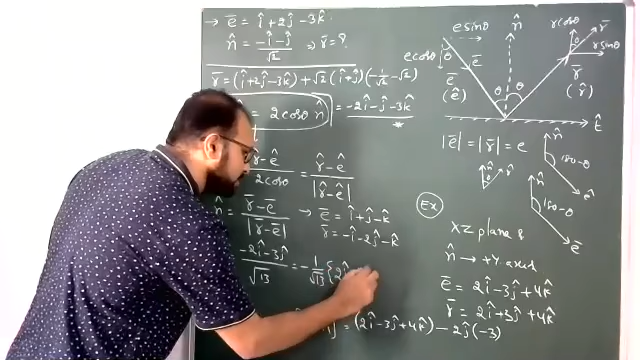 → ē = î + 2ĵ - 3k̂
n̂ = (-î - ĵ)/√2 ⇒ r̄ = ?
r̄ = (î + 2ĵ - 3k̂) + √2 (î + ĵ)(-1/√2 - √2)
= 2cosθ n̂ = -2î - ĵ - 3k̂
r̂ - ê / 2cosθ = r̂ - ê / |r̂ - ê|
n̂ = r̄ - ē / |r̄ - ē| → ē = î + ĵ - k̂
r̄ = -î - 2ĵ - k̂
-2î - 3ĵ / √13 = -1/√13 {2î
= (2î - 3ĵ + 4k̂) - 2ĵ(-3)
e sinθ
n̂
r cosθ
r̄
r sinθ
e cosθ
θ
θ
ē
(ê)
θ θ
r̄
(r̂)
t̂
|ē| = |r̄| = e
n̂
θ
r̂
n̂
180-θ
ê
n̂
180-θ
ē
Ex
XZ plane &
n̂ → +Y axis
ē = 2î - 3ĵ + 4k̂
r̄ = 2î + 3ĵ + 4k̂